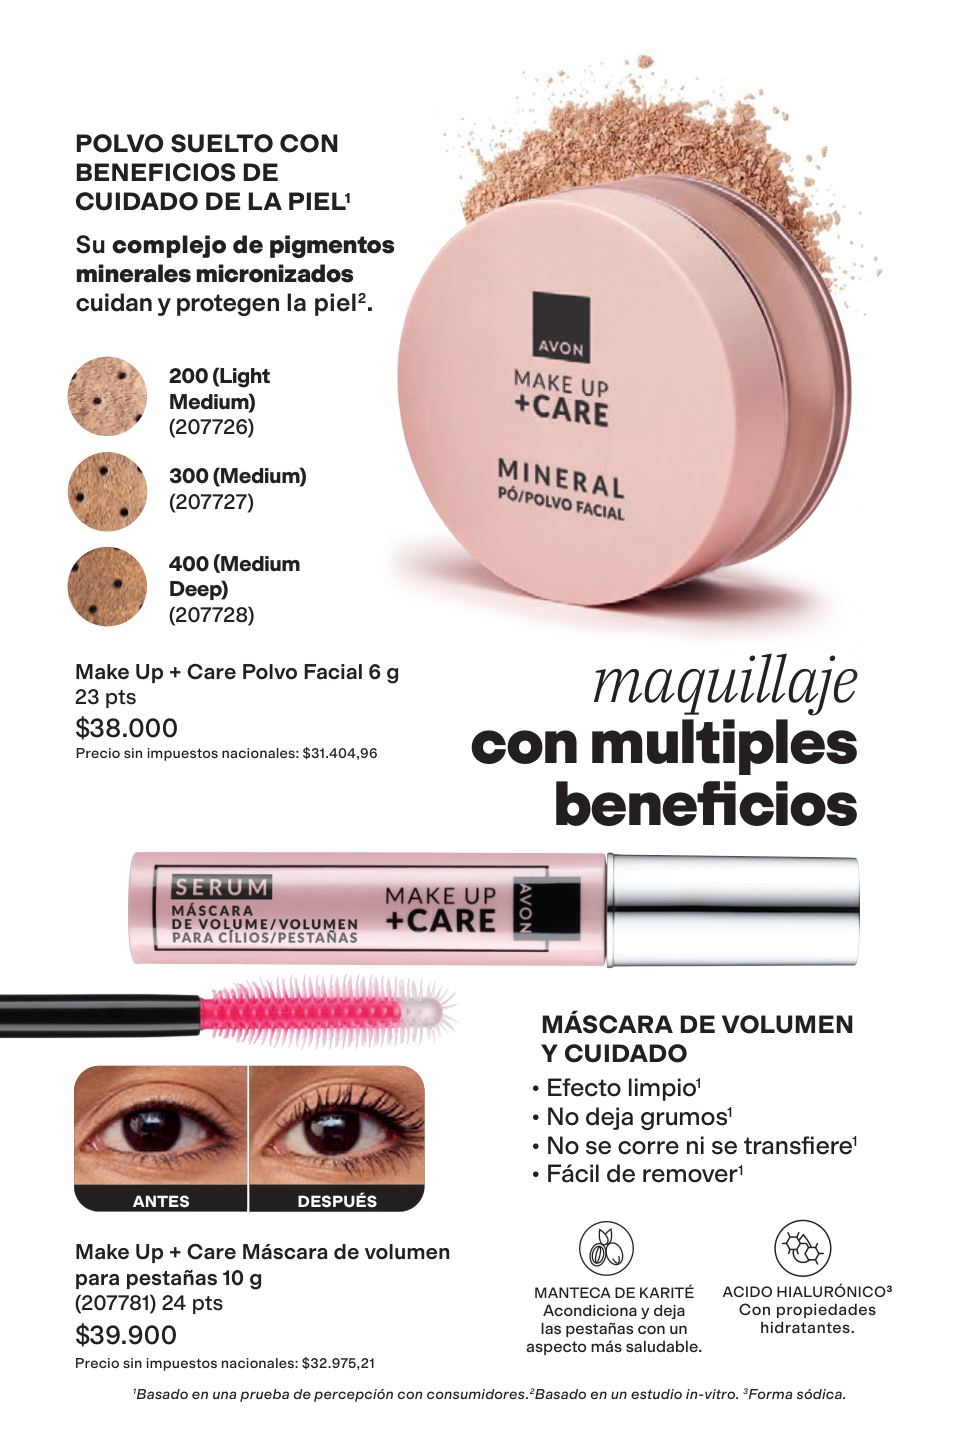 POLVO SUELTO CON
BENEFICIOS DE
CUIDADO DE LA PIEL¹
Su complejo de pigmentos
minerales micronizados
cuidan y protegen la piel².
200 (Light
Medium)
(207726)
300 (Medium)
(207727)
400 (Medium
Deep)
(207728)
Make Up + Care Polvo Facial 6 g
23 pts
$38.000
Precio sin impuestos nacionales: $31.404,96
AVON
MAKE UP
+CARE
MINERAL
PÓ/POLVO FACIAL
maquillaje
con multiples
beneficios
SERUM
MÁSCARA
DE VOLUME/VOLUMEN
PARA CÍLIOS/PESTAÑAS
MAKE UP
+CARE
AVON
MÁSCARA DE VOLUMEN
Y CUIDADO
• Efecto limpio¹
• No deja grumos¹
• No se corre ni se transfiere¹
• Fácil de remover¹
ANTES
DESPUÉS
Make Up + Care Máscara de volumen
para pestañas 10 g
(207781) 24 pts
$39.900
Precio sin impuestos nacionales: $32.975,21
MANTECA DE KARITÉ
Acondiciona y deja
las pestañas con un
aspecto más saludable.
ACIDO HIALURÓNICO³
Con propiedades
hidratantes.
¹Basado en una prueba de percepción con consumidores.²Basado en un estudio in-vitro. ³Forma sódica.